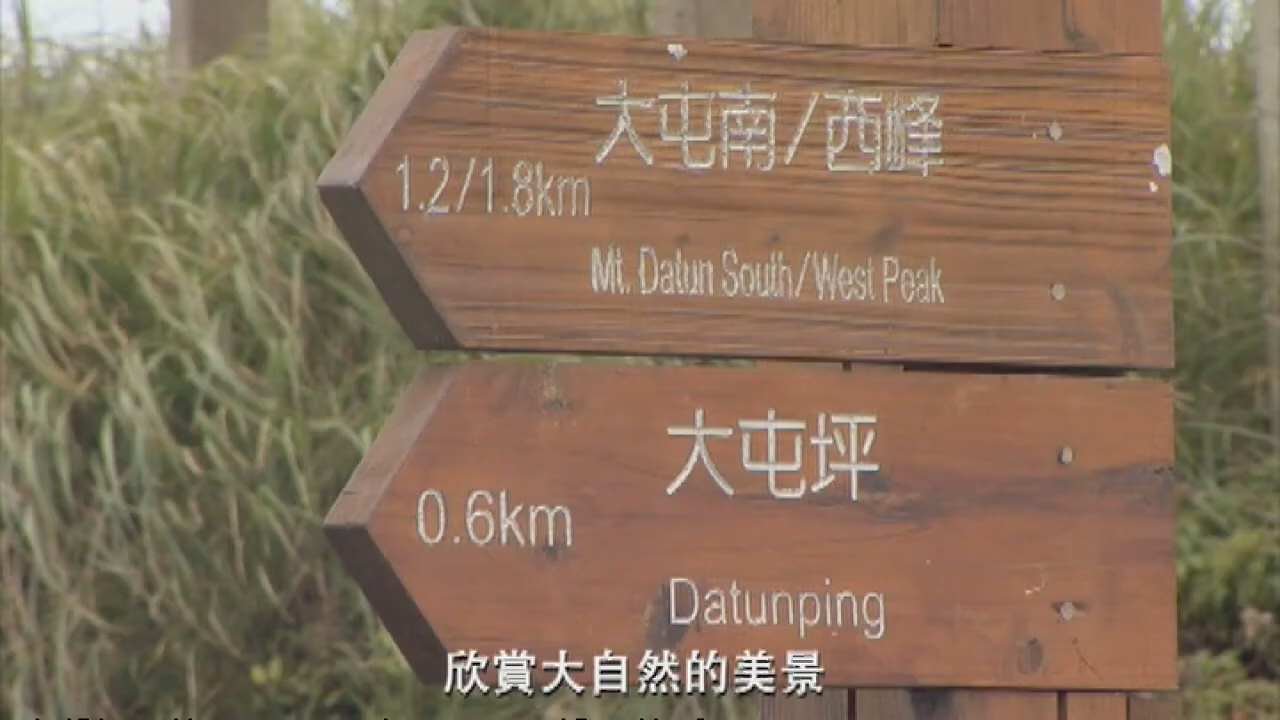 大屯南/西峰
1.2/1.8km
Mt. Datun South/West Peak
大屯坪
0.6km
Datunping
欣賞大自然的美景